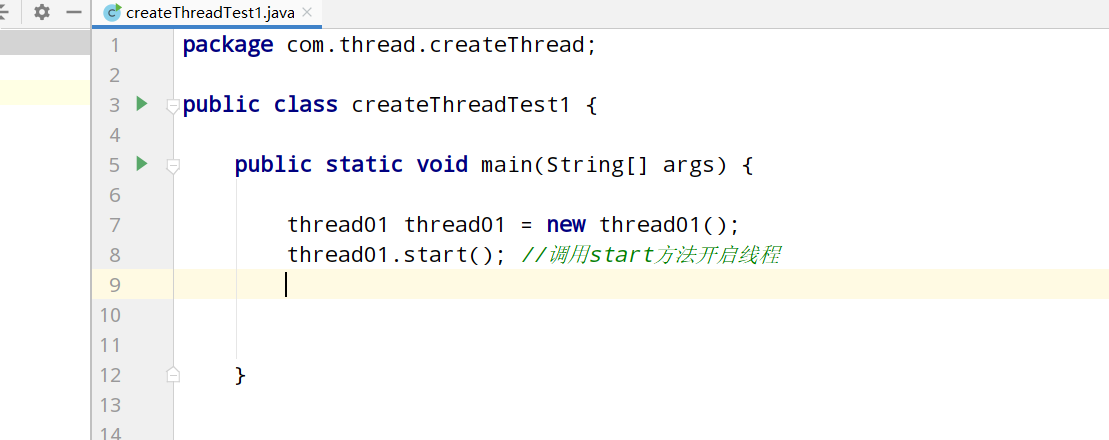 createThreadTest1.java
1 package com.thread.createThread;
2
3 public class createThreadTest1 {
4
5 public static void main(String[] args) {
6
7 thread01 thread01 = new thread01();
8 thread01.start(); //调用start方法开启线程
9
10
11
12 }
13
14